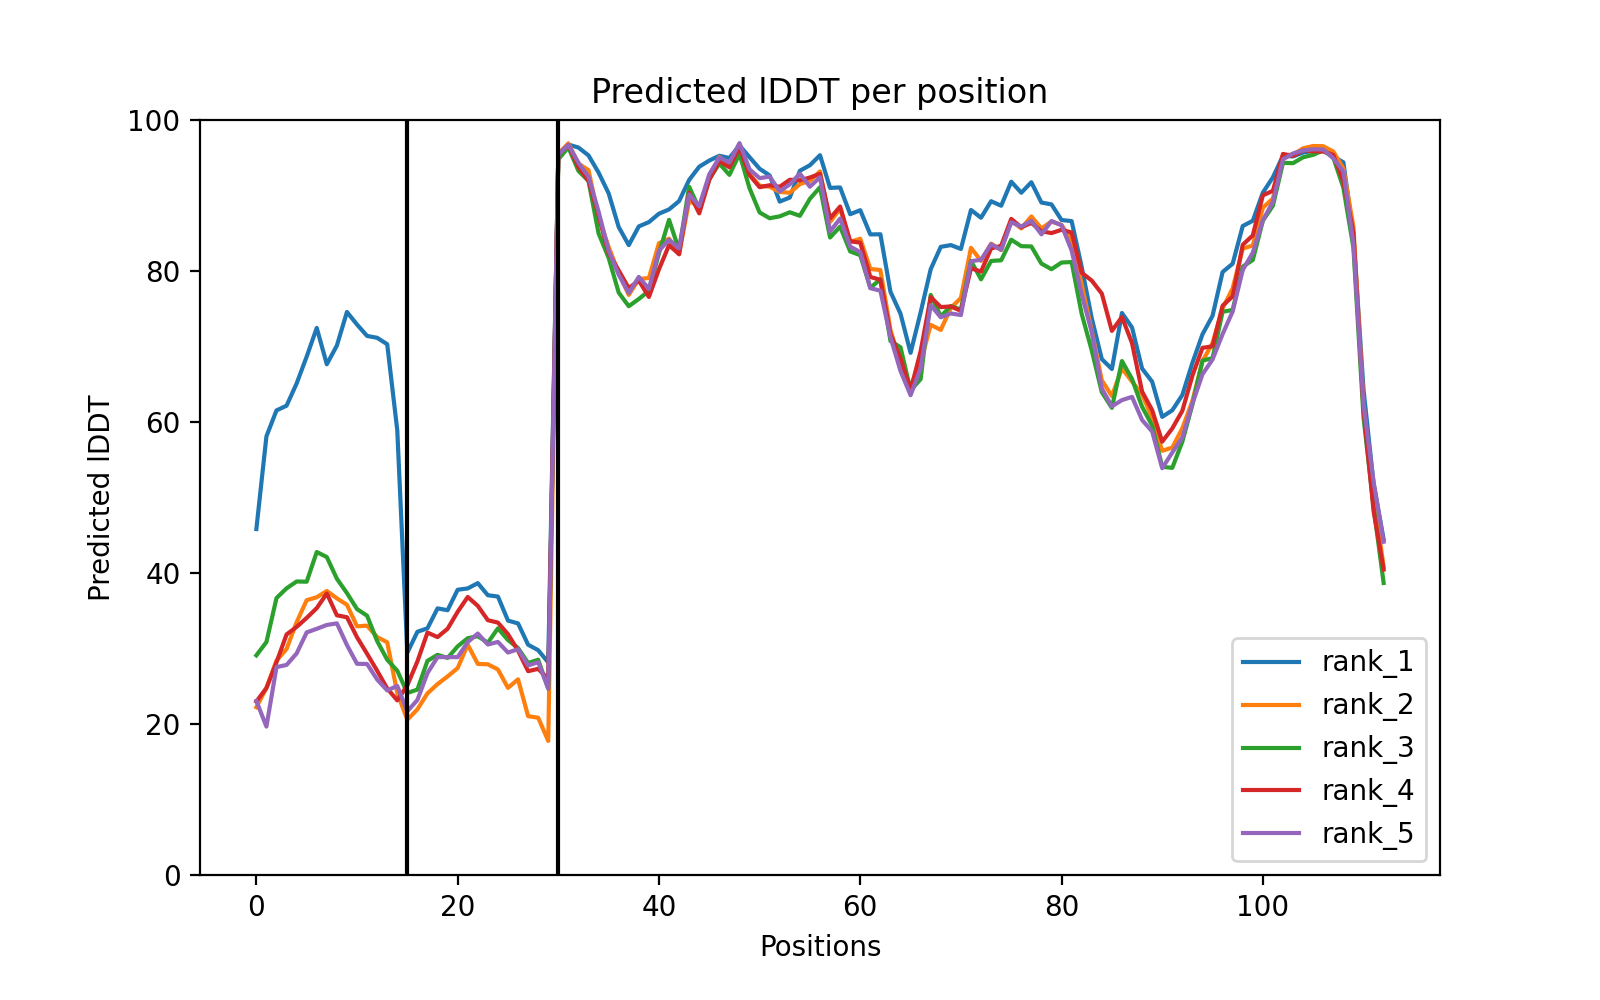 Predicted lDDT per position
100
80
60
40
20
0
Predicted lDDT
0 20 40 60 80 100
Positions
rank_1
rank_2
rank_3
rank_4
rank_5